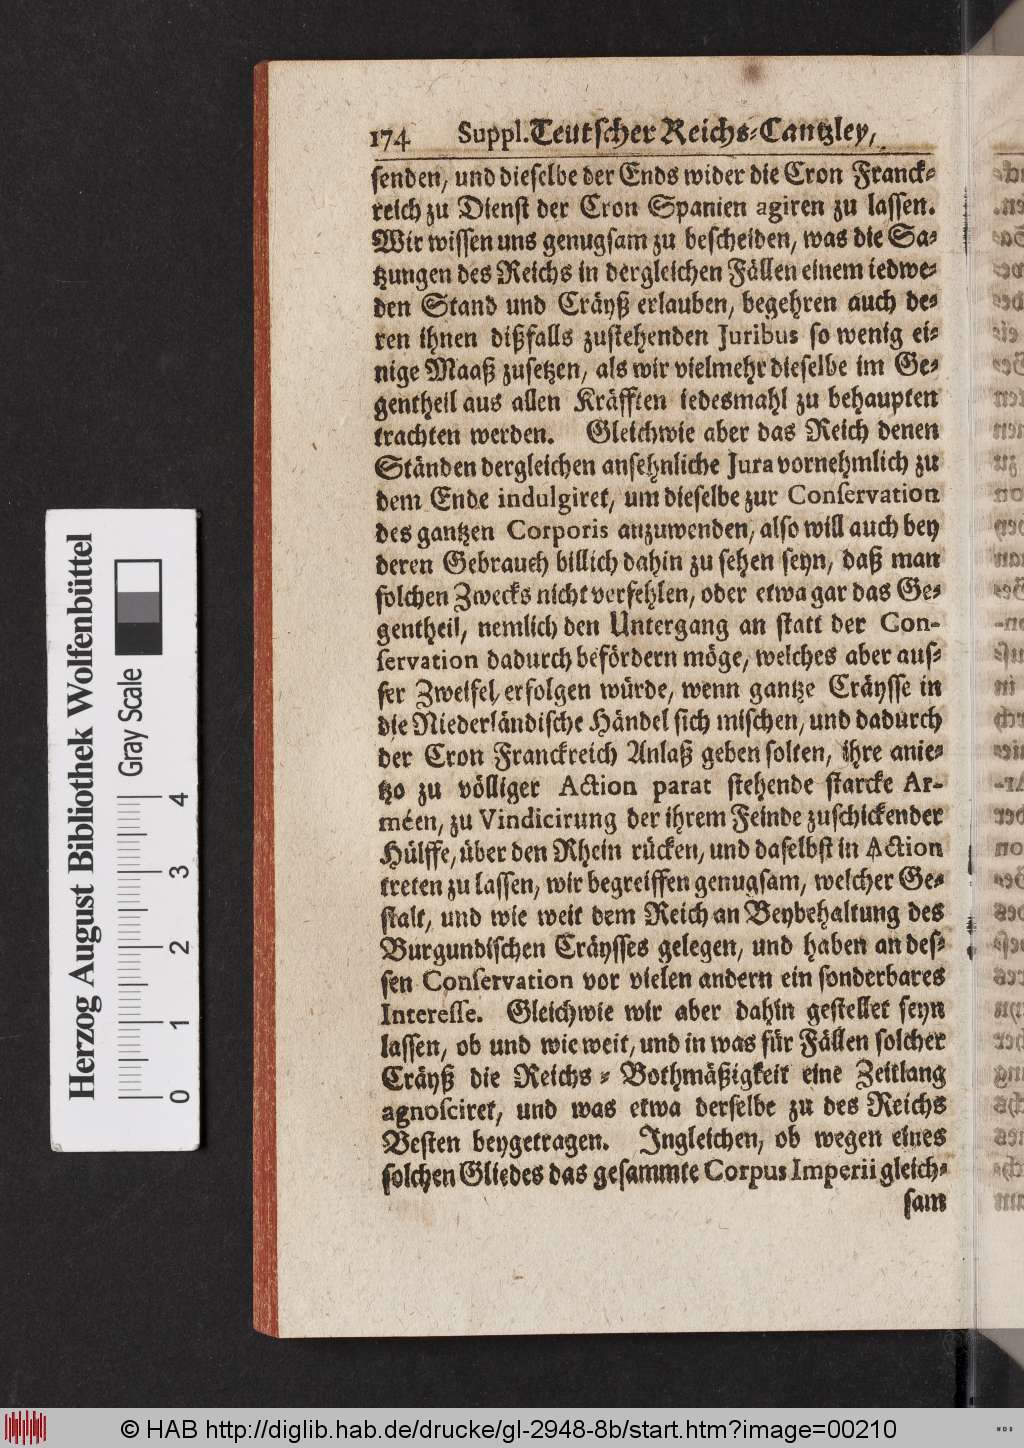 174 Suppl. Teutscher Reichs-Cantzley,
senden, und dieselbe der Ends wider die Cron Franck-
reich zu Dienst der Cron Spanien agiren zu lassen.
Wir wissen uns genugsam zu bescheiden, was die Sa-
tzungen des Reichs in dergleichen Fällen einem iedwe-
den Stand und Cräyß erlauben, begehren auch de-
ren ihnen dißfalls zustehenden Juribus so wenig ei-
nige Maaß zusetzen, als wir vielmehr dieselbe im Ge-
gentheil aus allen Kräfften iedesmahl zu behaupten
trachten werden. Gleichwie aber das Reich denen
Ständen dergleichen ansehnliche Jura vornehmlich zu
dem Ende indulgiret, um dieselbe zur Conservation
des gantzen Corporis anzuwenden, also will auch bey
deren Gebrauch billich dahin zu sehen seyn, daß man
solchen Zwecks nicht verfehlen, oder etwa gar das Ge-
gentheil, nemlich den Untergang an statt der Con-
servation dadurch befördern möge, welches aber aus-
ser Zweifel erfolgen würde, wenn gantze Cräysse in
die Niederländische Händel sich mischen, und dadurch
der Cron Franckreich Anlaß geben solten, ihre anie-
tzo zu völliger Action parat stehende starcke Ar-
méen, zu Vindicirung der ihrem Feinde zuschickender
Hülffe, über den Rhein rücken, und daselbst in Action
treten zu lassen, wir begreiffen genugsam, welcher Ge-
stalt, und wie weit dem Reich an Beybehaltung des
Burgundischen Cräysses gelegen, und haben an des-
sen Conservation vor vielen andern ein sonderbares
Interesse. Gleichwie wir aber dahin gestellet seyn
lassen, ob und wie weit, und in was für Fällen solcher
Cräyß die Reichs-Bothmäßigkeit eine Zeitlang
agnosciret, und was etwa derselbe zu des Reichs
Besten beygetragen. Ingleichen, ob wegen eines
solchen Gliedes das gesammte Corpus Imperii gleich-
sam
Herzog August Bibliothek Wolfenbüttel
Gray Scale
0 1 2 3 4
© HAB http://diglib.hab.de/drucke/gl-2948-8b/start.htm?image=00210